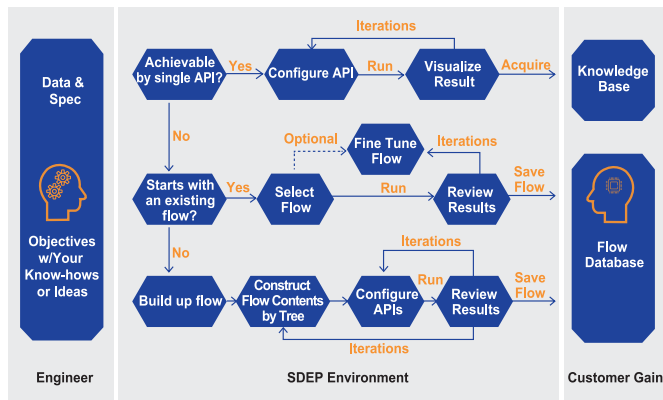 Data &
Spec
Objectives
w/Your
Know-hows
or Ideas
Engineer
Iterations
Achievable
by single API?
Yes
Configure API
Run
Visualize
Result
Acquire
No
Optional
Fine Tune
Flow
Iterations
Starts with
an existing
flow?
Yes
Select
Flow
Run
Review
Results
Save
Flow
No
Iterations
Build up flow
Construct
Flow Contents
by Tree
Configure
APIs
Run
Review
Results
Save
Flow
Iterations
SDEP Environment
Knowledge
Base
Flow
Database
Customer Gain